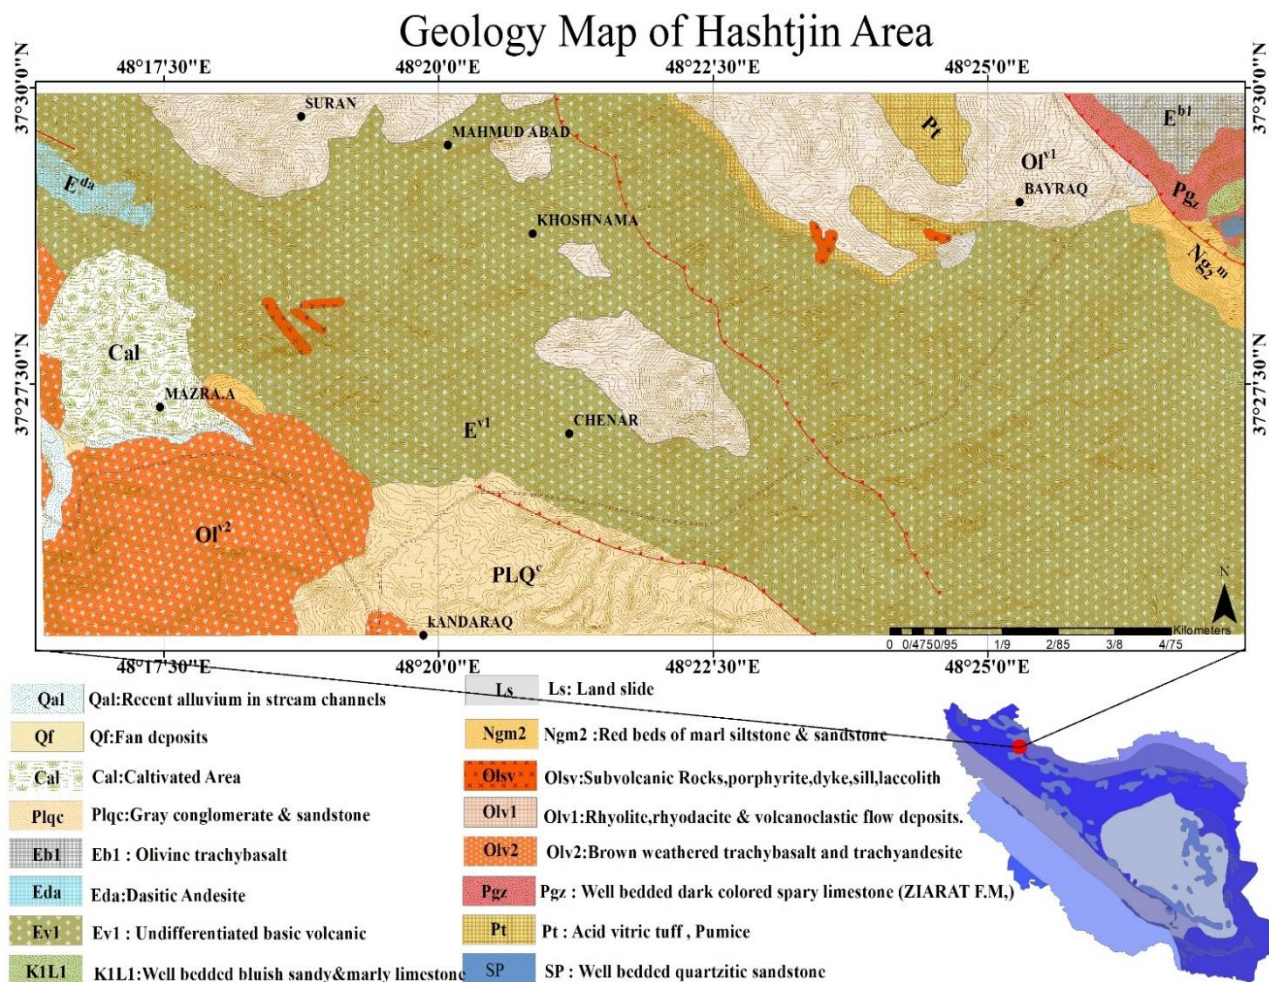 Geology Map of Hashtjin Area
48°17'30"E 48°20'0"E 48°22'30"E 48°25'0"E
37°30'0"N 37°30'0"N
SURAN
MAHMUD ABAD
Pt
E^b1
Ol^v1
E^da
BAYRAQ
Pg_z
KHOSHNAMA
Ng_2^m
Cal
37°27'30"N 37°27'30"N
MAZRA.A
E^v1
CHENAR
Ol^v2
PLQ^c
N
kANDARAQ
Kilometers
0 0/4750/95 1/9 2/85 3/8 4/75
48°17'30"E 48°20'0"E 48°22'30"E 48°25'0"E
Qal Qal:Recent alluvium in stream channels
Qf Qf:Fan deposits
Cal Cal:Caltivated Area
Plqc Plqc:Gray conglomerate & sandstone
Eb1 Eb1 : Olivine trachybasalt
Eda Eda:Dasitic Andesite
Ev1 Ev1 : Undifferentiated basic volcanic
K1L1 K1L1:Well bedded bluish sandy&marly limestone
Ls Ls: Land slide
Ngm2 Ngm2 :Red beds of marl siltstone & sandstone
Olsv Olsv:Subvolcanic Rocks,porphyrite,dyke,sill,laccolith
Olv1 Olv1:Rhyolite,rhyodacite & volcanoclastic flow deposits.
Olv2 Olv2:Brown weathered trachybasalt and trachyandesite
Pgz Pgz : Well bedded dark colored spary limestone (ZIARAT F.M,)
Pt Pt : Acid vitric tuff , Pumice
SP SP : Well bedded quartzitic sandstone